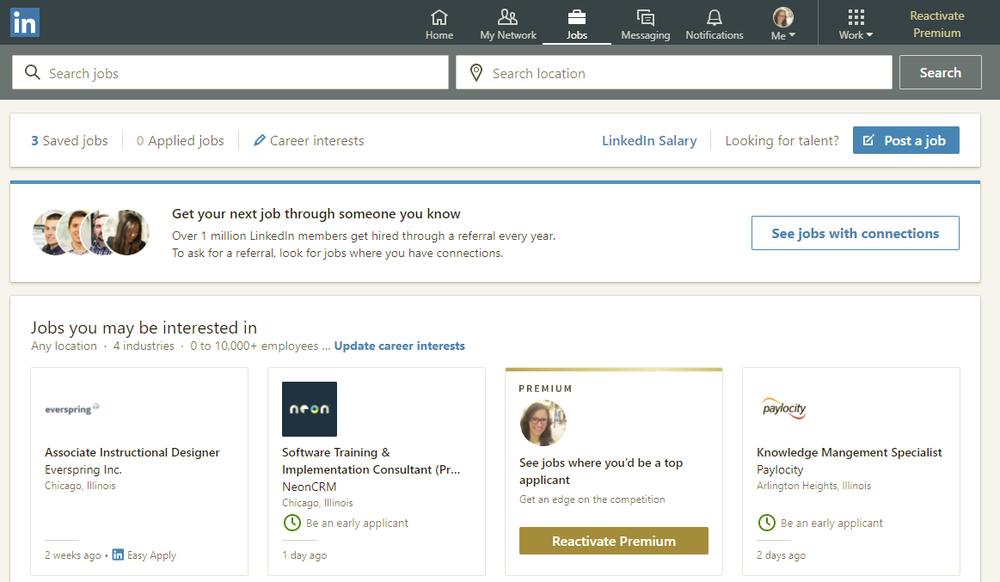 in
Home
My Network
Jobs
Messaging
Notifications
Me
Work
Reactivate
Premium
Search jobs
Search location
Search
3 Saved jobs
0 Applied jobs
Career interests
LinkedIn Salary
Looking for talent?
Post a job
Get your next job through someone you know
Over 1 million LinkedIn members get hired through a referral every year.
To ask for a referral, look for jobs where you have connections.
See jobs with connections
Jobs you may be interested in
Any location · 4 industries · 0 to 10,000+ employees ... Update career interests
everspring
Associate Instructional Designer
Everspring Inc.
Chicago, Illinois
2 weeks ago • in Easy Apply
neon
Software Training &
Implementation Consultant (Pr...
NeonCRM
Chicago, Illinois
Be an early applicant
1 day ago
PREMIUM
See jobs where you'd be a top
applicant
Get an edge on the competition
Reactivate Premium
paylocity
Knowledge Mangement Specialist
Paylocity
Arlington Heights, Illinois
Be an early applicant
2 days ago